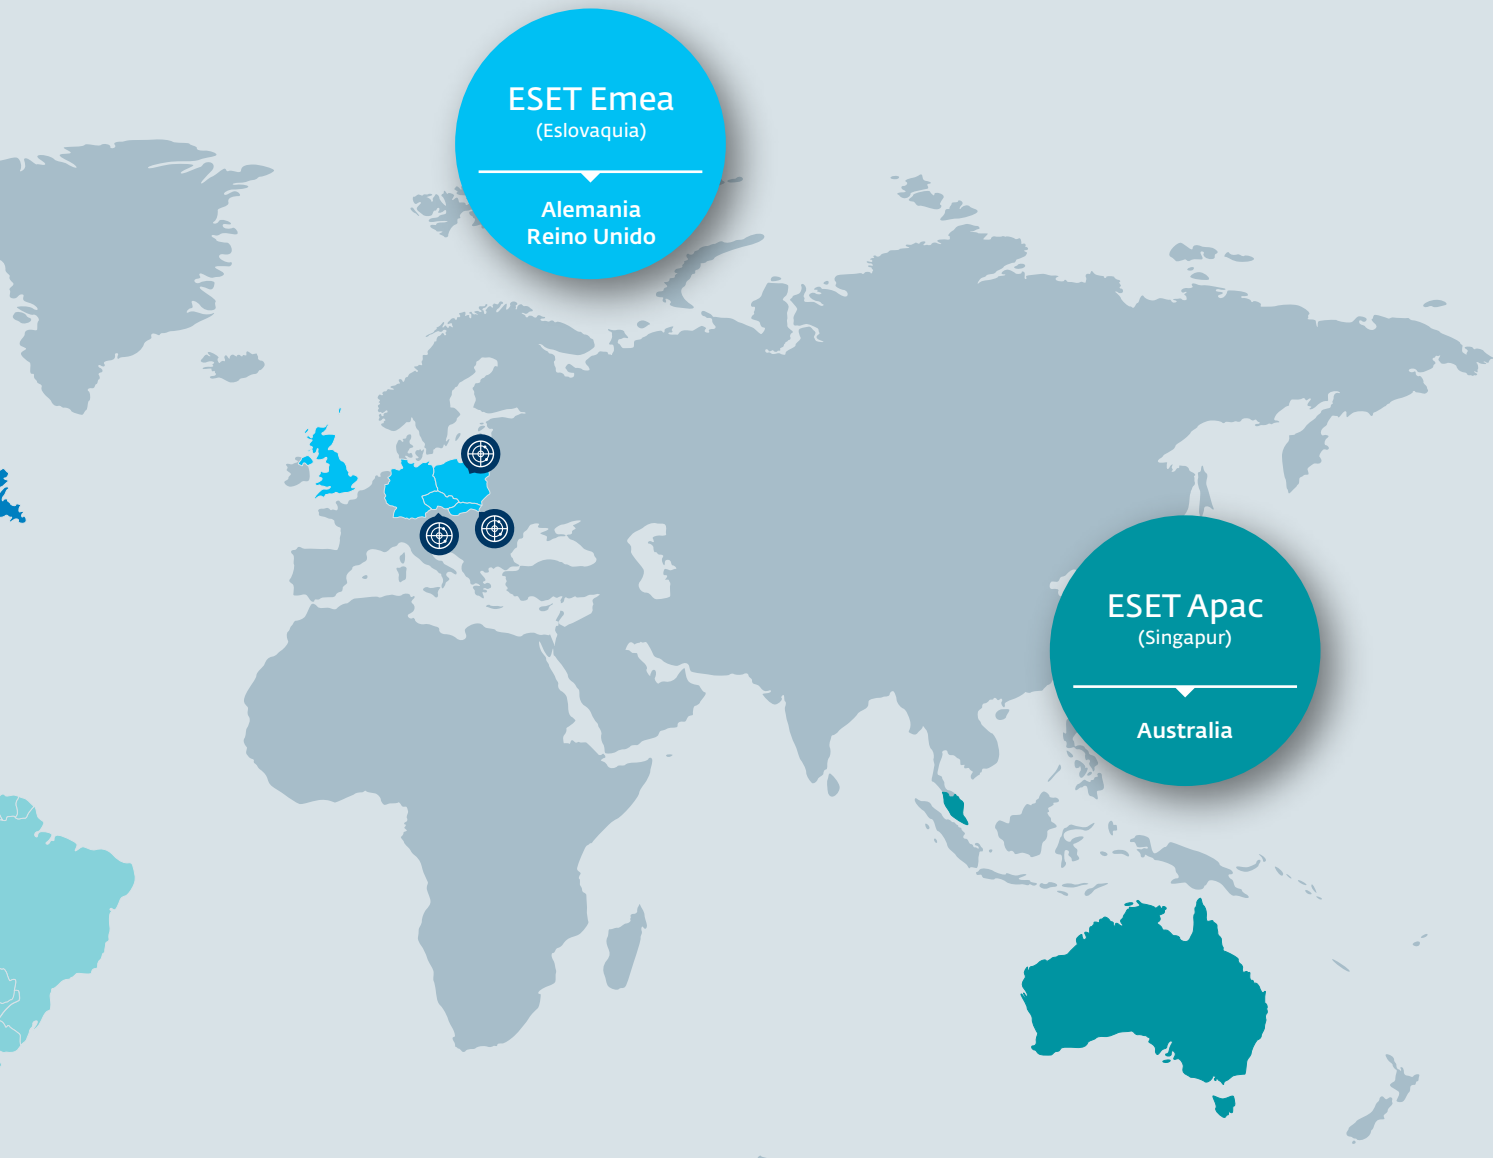 ESET Emea
(Eslovaquia)
Alemania
Reino Unido
ESET Apac
(Singapur)
Australia